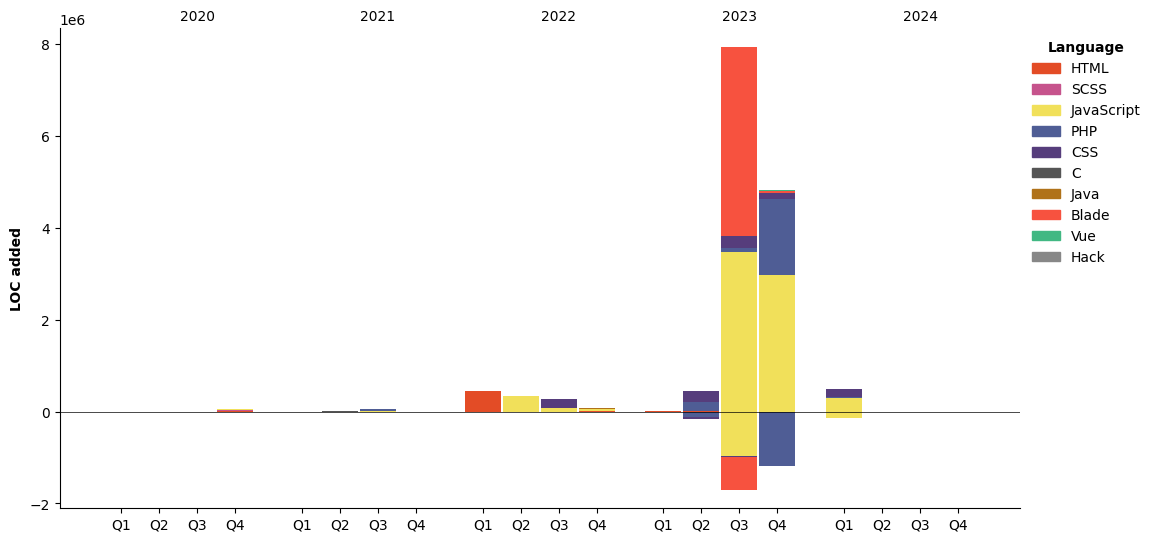 1e6
2020 2021 2022 2023 2024
8
6
4
2
0
−2
LOC added
Q1 Q2 Q3 Q4 Q1 Q2 Q3 Q4 Q1 Q2 Q3 Q4 Q1 Q2 Q3 Q4 Q1 Q2 Q3 Q4
Language
HTML
SCSS
JavaScript
PHP
CSS
C
Java
Blade
Vue
Hack